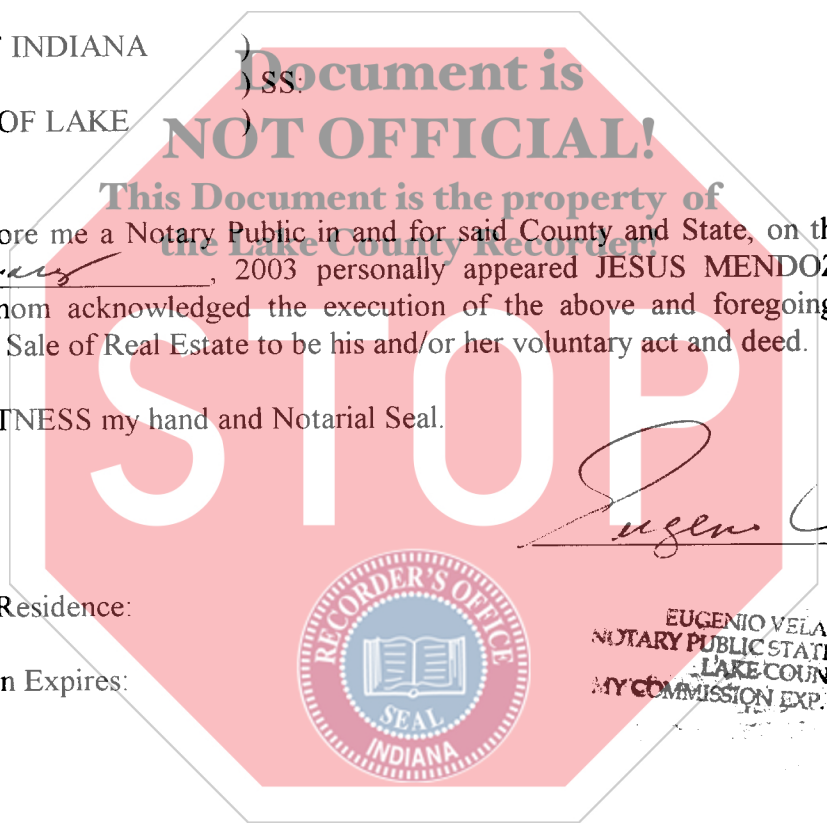 INDIANA )
) SS:
OF LAKE )
Document is
NOT OFFICIAL!
This Document is the property of
the Lake County Recorder!
ore me a Notary Public in and for said County and State, on th
, 2003 personally appeared JESUS MENDOZ
nom acknowledged the execution of the above and foregoing
Sale of Real Estate to be his and/or her voluntary act and deed.
TNESS my hand and Notarial Seal.
STOP
Eugenio
Residence:
n Expires:
RECORDER'S OFFICE
SEAL
INDIANA
EUGENIO VELA
NOTARY PUBLIC STATE
LAKE COUN
MY COMMISSION EXP.